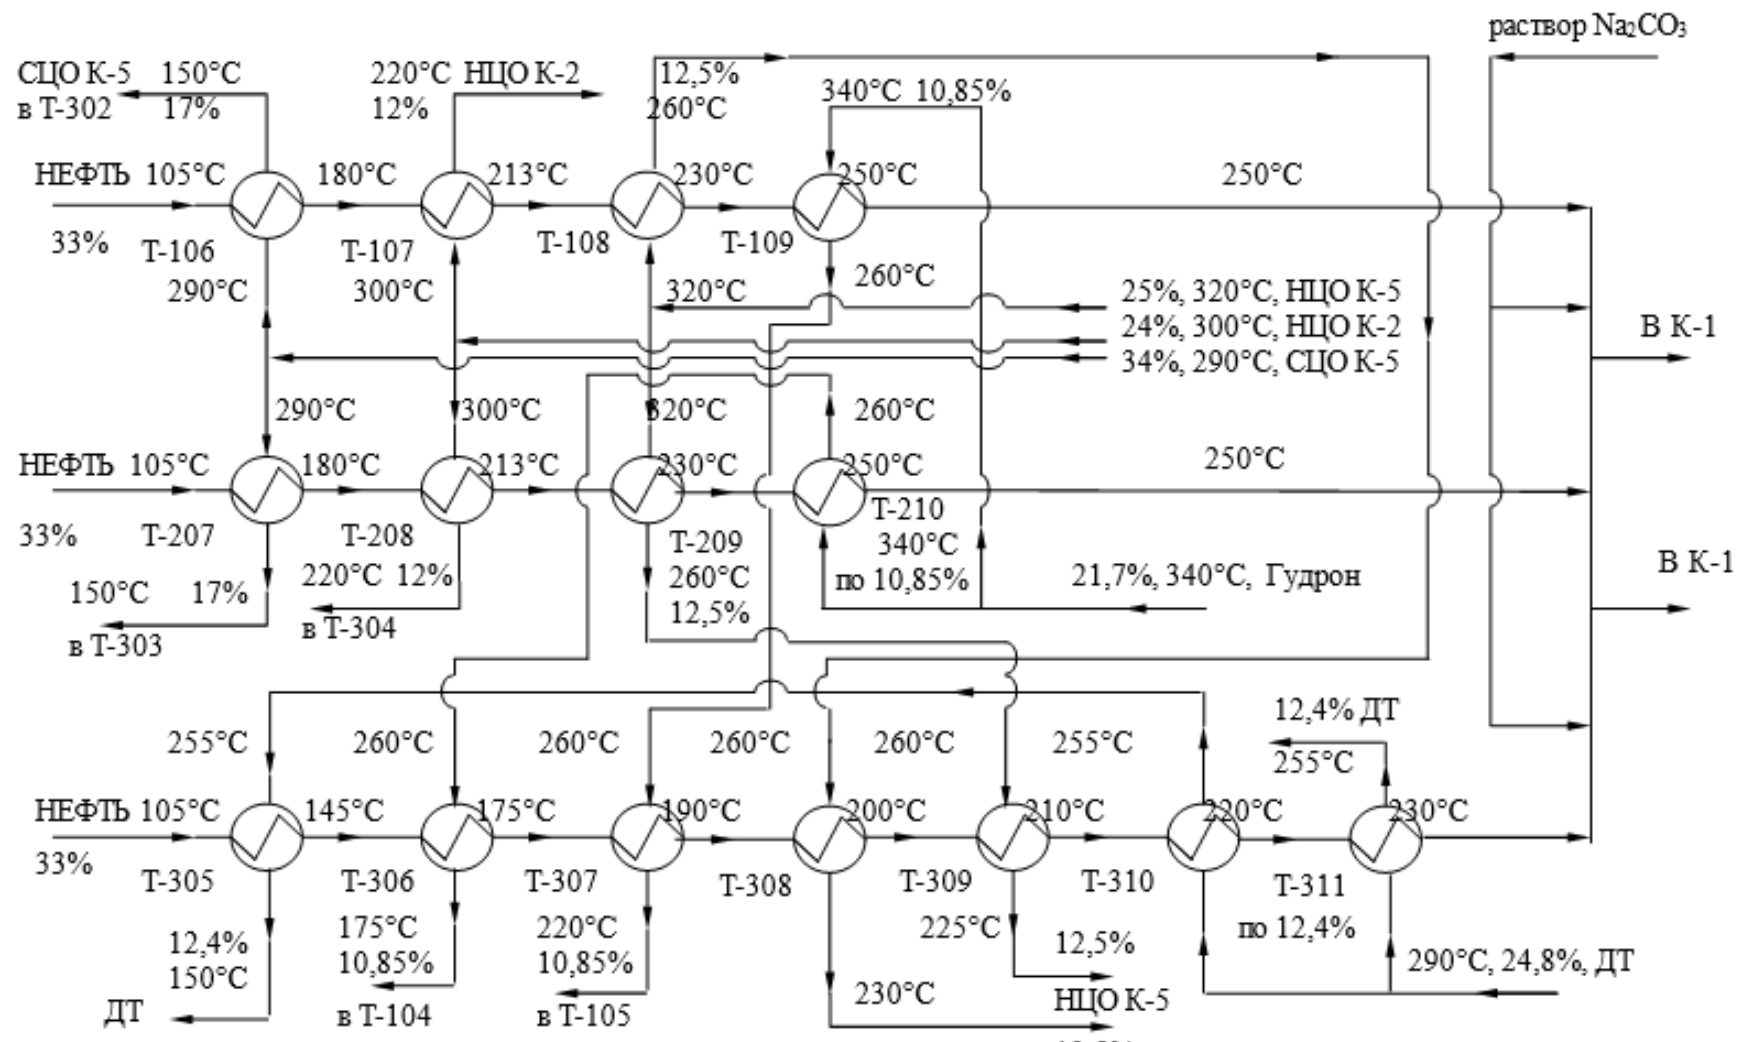 раствор Na₂CO₃
СЦО К-5 150°С
в Т-302 17%
220°С НЦО К-2
12%
12,5%
260°С
340°С 10,85%
НЕФТЬ 105°С
180°С
213°С
230°С
250°С
250°С
33%
Т-106
Т-107
Т-108
Т-109
290°С
300°С
320°С
260°С
25%, 320°С, НЦО К-5
24%, 300°С, НЦО К-2
34%, 290°С, СЦО К-5
В К-1
290°С
300°С
320°С
260°С
НЕФТЬ 105°С
180°С
213°С
230°С
250°С
250°С
33%
Т-207
Т-208
Т-209
Т-210
340°С
по 10,85%
260°С
12,5%
220°С 12%
в Т-304
150°С 17%
в Т-303
21,7%, 340°С, Гудрон
В К-1
12,4% ДТ
255°С
255°С
260°С
260°С
260°С
260°С
255°С
НЕФТЬ 105°С
145°С
175°С
190°С
200°С
210°С
220°С
230°С
33%
Т-305
Т-306
Т-307
Т-308
Т-309
Т-310
Т-311
по 12,4%
12,4%
150°С
ДТ
175°С
10,85%
в Т-104
220°С
10,85%
в Т-105
230°С
225°С
12,5%
НЦО К-5
290°С, 24,8%, ДТ